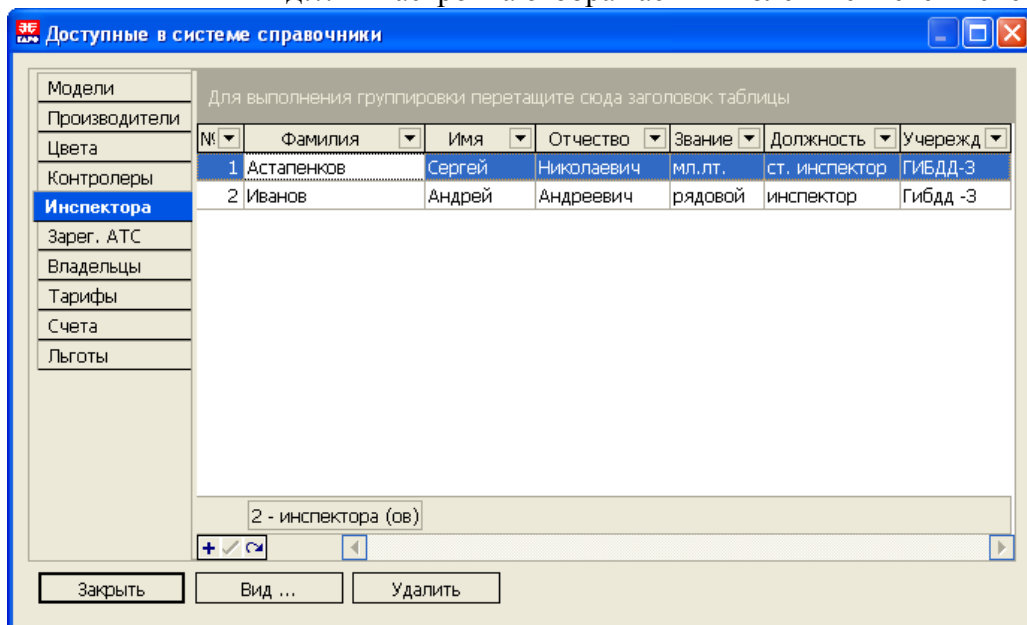 Доступные в системе справочники
Модели
Производители
Цвета
Контролеры
Инспектора
Зарег. АТС
Владельцы
Тарифы
Счета
Льготы
Для выполнения группировки перетащите сюда заголовок таблицы
№ Фамилия Имя Отчество Звание Должность Учережд
1 Астапенков Сергей Николаевич мл.лт. ст. инспектор ГИБДД-3
2 Иванов Андрей Андреевич рядовой инспектор Гибдд -3
2 - инспектора (ов)
Закрыть Вид ... Удалить